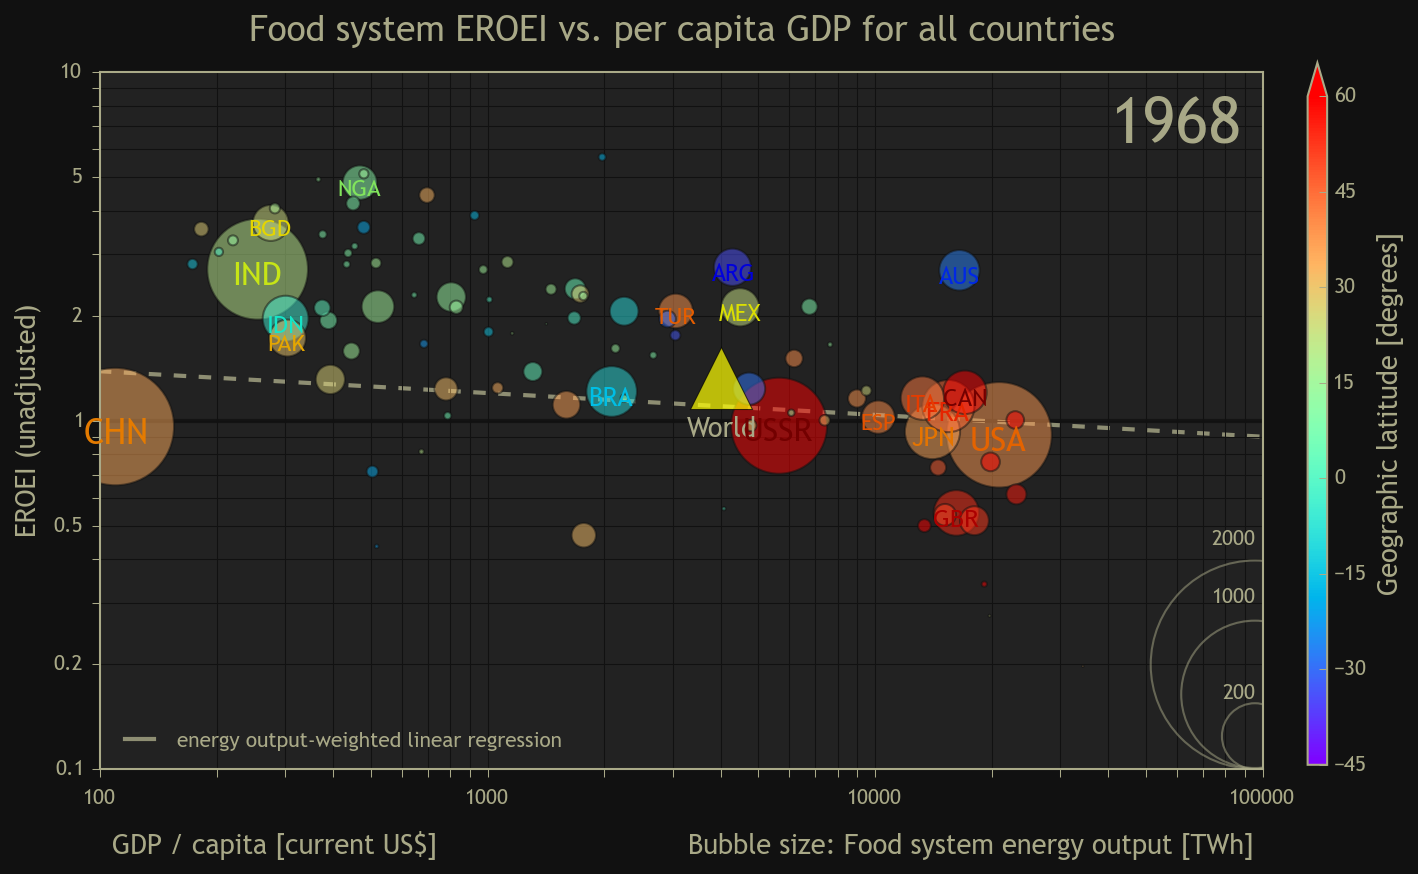 Food system EROEI vs. per capita GDP for all countries
1968
EROEI (unadjusted)
10
5
2
1
0.5
0.2
0.1
NGA
BGD
IND
IDN
PAK
CHN
ARG
AUS
TUR
MEX
BRA
World
USSR
ITA
FRA
CAN
ESP
JPN
USA
GBR
2000
1000
200
energy output-weighted linear regression
100
1000
10000
100000
GDP / capita [current US$]
Bubble size: Food system energy output [TWh]
60
45
30
15
0
−15
−30
−45
Geographic latitude [degrees]